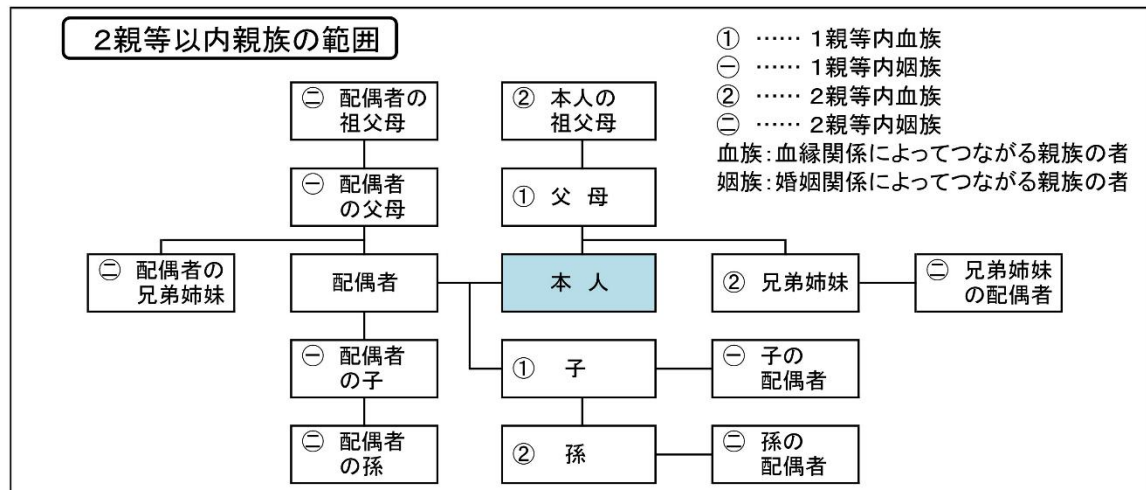 2親等以内親族の範囲
① …… 1親等内血族
㊀ …… 1親等内姻族
② …… 2親等内血族
㊁ …… 2親等内姻族
血族：血縁関係によってつながる親族の者
姻族：婚姻関係によってつながる親族の者
㊁ 配偶者の
祖父母
② 本人の
祖父母
㊀ 配偶者
の父母
① 父 母
㊁ 配偶者の
兄弟姉妹
配偶者
本 人
② 兄弟姉妹
㊁ 兄弟姉妹
の配偶者
㊀ 配偶者
の子
① 子
㊀ 子の
配偶者
㊁ 配偶者
の孫
② 孫
㊁ 孫の
配偶者